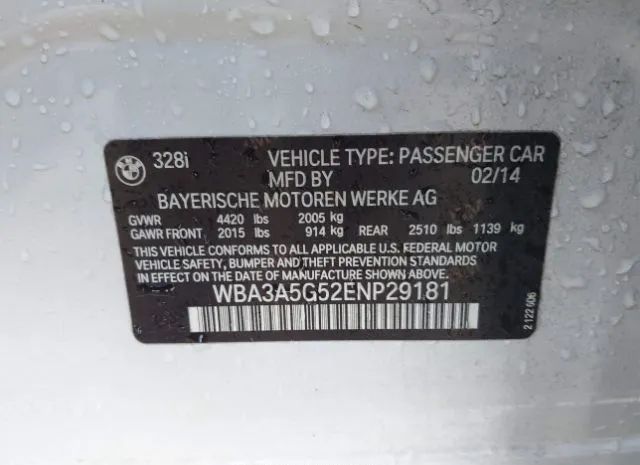 BMW 328i VEHICLE TYPE: PASSENGER CAR
MFD BY 02/14
BAYERISCHE MOTOREN WERKE AG
GVWR 4420 lbs 2005 kg
GAWR FRONT 2015 lbs 914 kg REAR 2510 lbs 1139 kg
THIS VEHICLE CONFORMS TO ALL APPLICABLE U.S. FEDERAL MOTOR
VEHICLE SAFETY, BUMPER AND THEFT PREVENTION STANDARDS
IN EFFECT ON THE DATE OF MANUFACTURE SHOWN ABOVE.
WBA3A5G52ENP29181
2 122 606